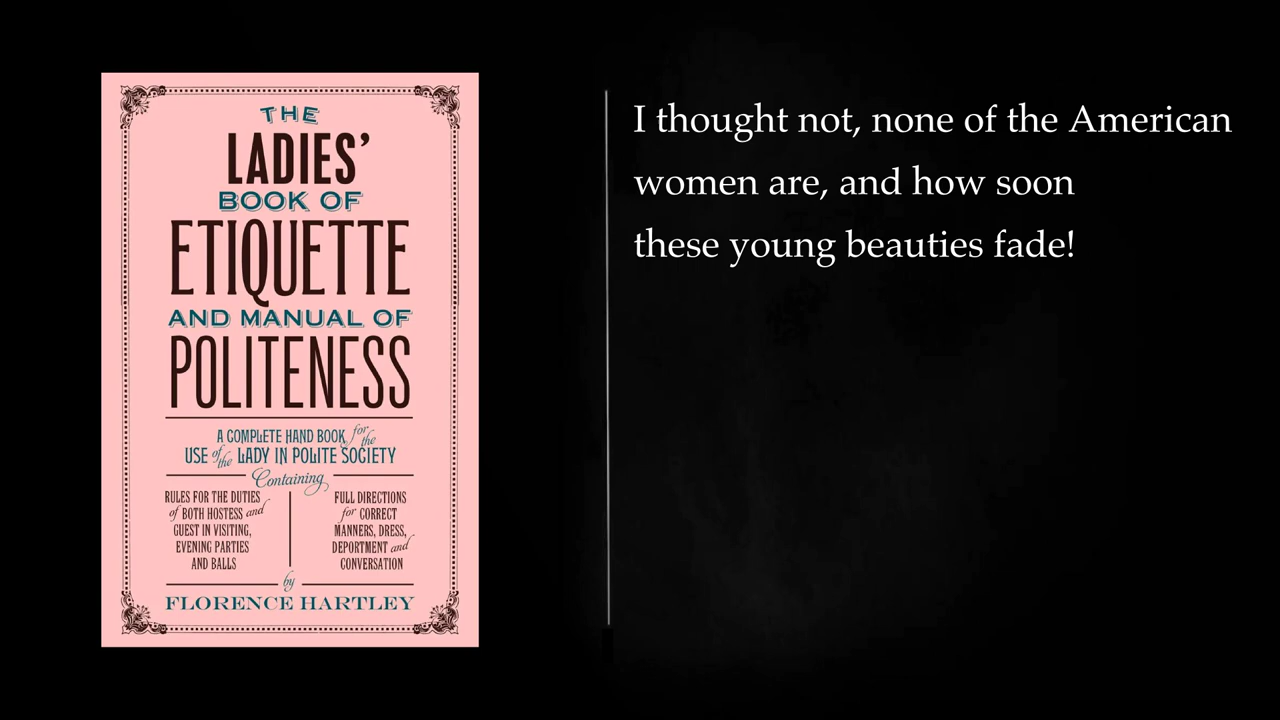 THE
LADIES'
BOOK OF
ETIQUETTE
AND MANUAL OF
POLITENESS
A COMPLETE HAND BOOK for the
USE of the LADY IN POLITE SOCIETY
Containing
RULES FOR THE DUTIES
of BOTH HOSTESS and
GUEST IN VISITING,
EVENING PARTIES
AND BALLS
FULL DIRECTIONS
for CORRECT
MANNERS, DRESS,
DEPORTMENT and
CONVERSATION
by
FLORENCE HARTLEY
I thought not, none of the American
women are, and how soon
these young beauties fade!